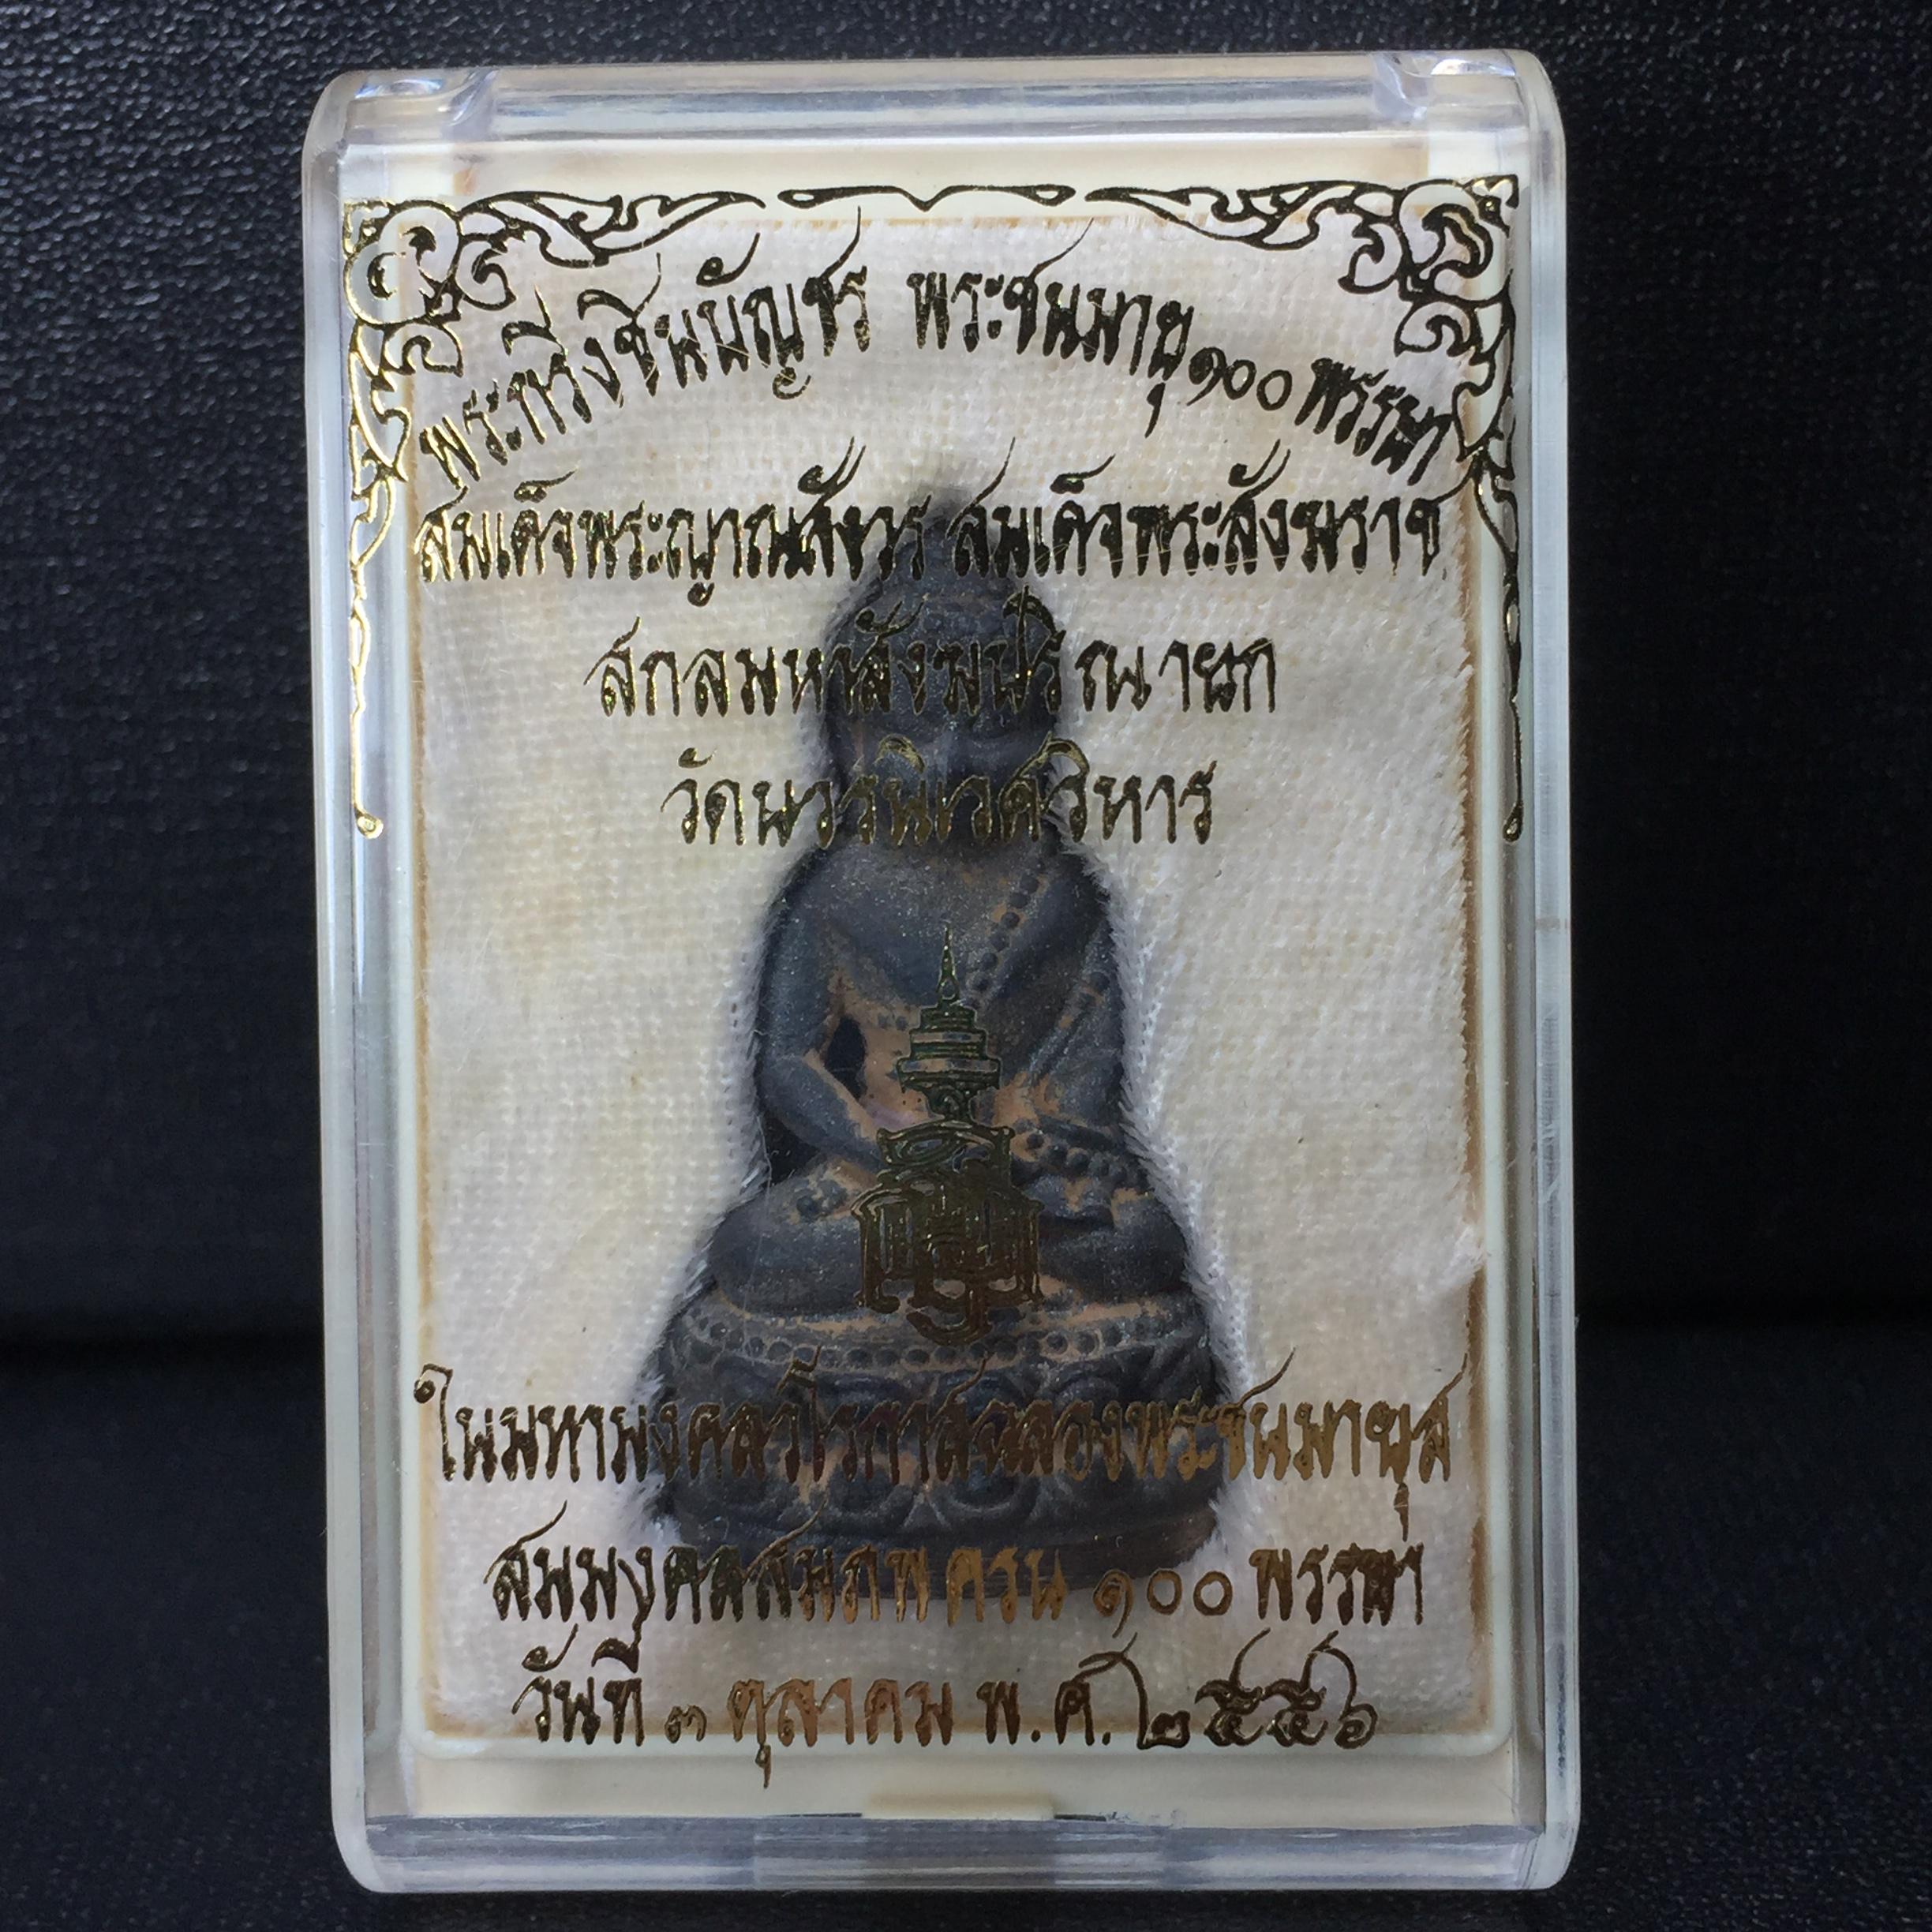 พระกริ่งชินบัญชร พระชนมายุ ๑๐๐ พรรษา
สมเด็จพระญาณสังวร สมเด็จพระสังฆราช
สกลมหาสังฆปริณายก
วัดบวรนิเวศวิหาร
ในมหามงคลวโรกาสฉลองพระชนมายุส
สมมงคลสมภพครบ ๑๐๐ พรรษา
วันที่ ๓ ตุลาคม พ.ศ. ๒๕๕๖